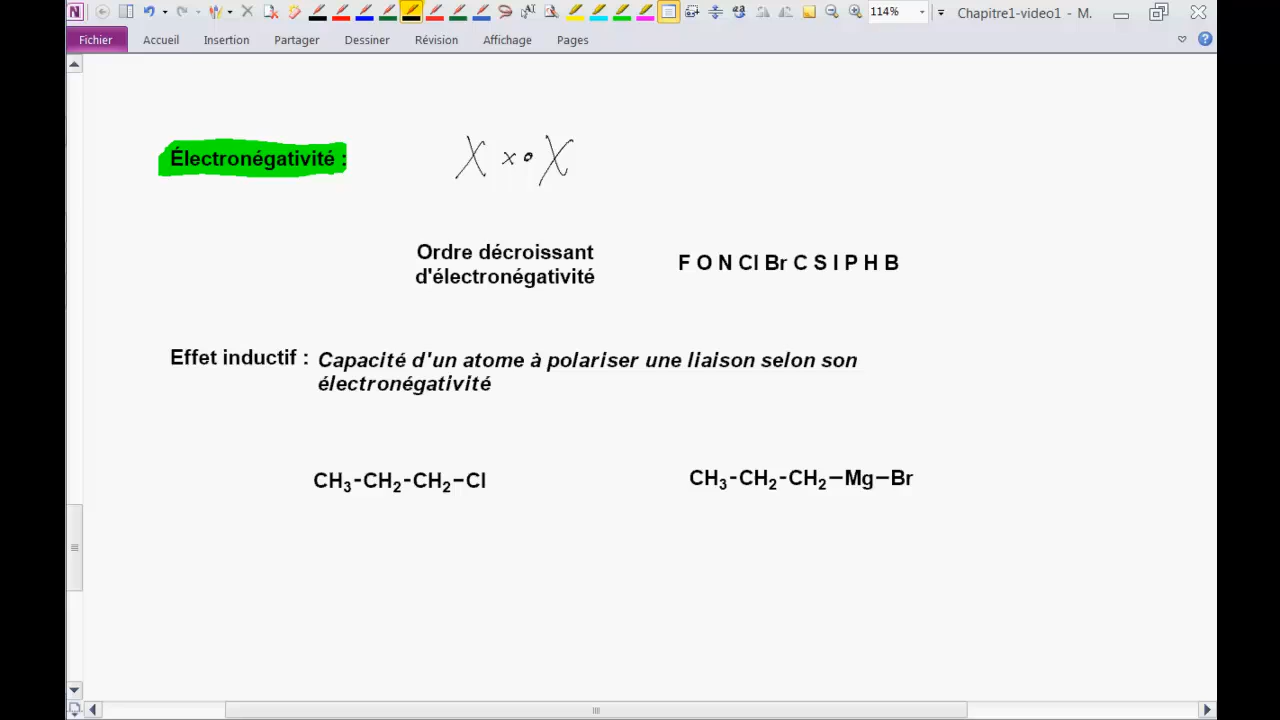 114%
Chapitre1-video1 - M.
Fichier Accueil Insertion Partager Dessiner Révision Affichage Pages
Électronégativité : X x • X
Ordre décroissant
d'électronégativité
F O N Cl Br C S I P H B
Effet inductif : Capacité d'un atome à polariser une liaison selon son
électronégativité
CH₃-CH₂-CH₂–Cl
CH₃-CH₂-CH₂–Mg–Br